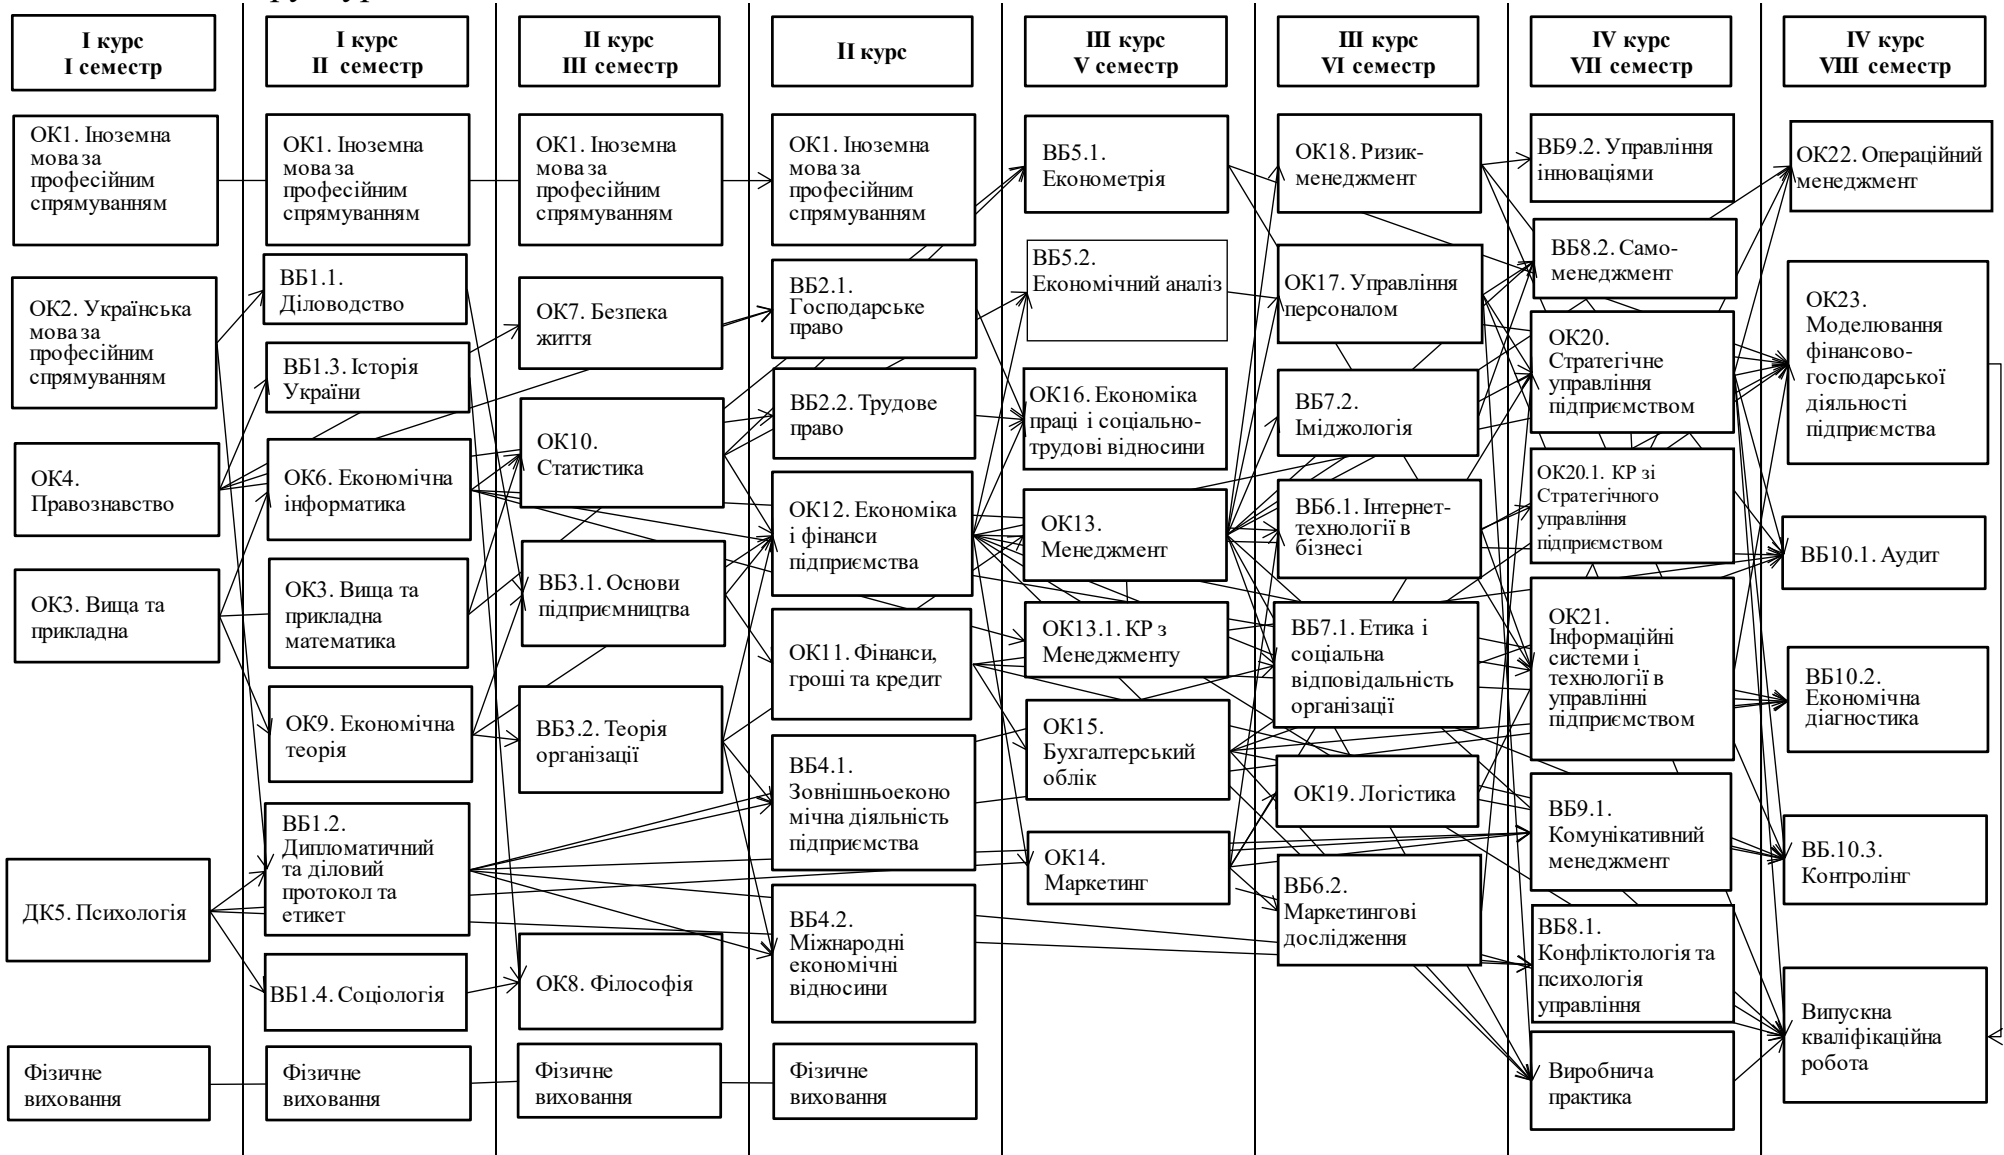 І курс
І семестр
І курс
ІІ семестр
ІІ курс
ІІІ семестр
ІІ курс
ІІІ курс
V семестр
ІІІ курс
VІ семестр
ІV курс
VІІ семестр
ІV курс
VІІІ семестр
ОК1. Іноземна
мова за
професійним
спрямуванням
ОК2. Українська
мова за
професійним
спрямуванням
ОК4.
Правознавство
ОК3. Вища та
прикладна
ДК5. Психологія
Фізичне
виховання
ОК1. Іноземна
мова за
професійним
спрямуванням
ВБ1.1.
Діловодство
ВБ1.3. Історія
України
ОК6. Економічна
інформатика
ОК3. Вища та
прикладна
математика
ОК9. Економічна
теорія
ВБ1.2.
Дипломатичний
та діловий
протокол та
етикет
ВБ1.4. Соціологія
Фізичне
виховання
ОК1. Іноземна
мова за
професійним
спрямуванням
ОК7. Безпека
життя
ОК10.
Статистика
ВБ3.1. Основи
підприємництва
ВБ3.2. Теорія
організації
ОК8. Філософія
Фізичне
виховання
ОК1. Іноземна
мова за
професійним
спрямуванням
ВБ2.1.
Господарське
право
ВБ2.2. Трудове
право
ОК12. Економіка
і фінанси
підприємства
ОК11. Фінанси,
гроші та кредит
ВБ4.1.
Зовнішньоеконо
мічна діяльність
підприємства
ВБ4.2.
Міжнародні
економічні
відносини
Фізичне
виховання
ВБ5.1.
Економетрія
ВБ5.2.
Економічний аналіз
ОК16. Економіка
праці і соціально-
трудові відносини
ОК13.
Менеджмент
ОК13.1. КР з
Менеджменту
ОК15.
Бухгалтерський
облік
ОК14.
Маркетинг
ОК18. Ризик-
менеджмент
ОК17. Управління
персоналом
ВБ7.2.
Іміджологія
ВБ6.1. Інтернет-
технології в
бізнесі
ВБ7.1. Етика і
соціальна
відповідальність
організації
ОК19. Логістика
ВБ6.2.
Маркетингові
дослідження
ВБ9.2. Управління
інноваціями
ВБ8.2. Само-
менеджмент
ОК20.
Стратегічне
управління
підприємством
ОК20.1. КР зі
Стратегічного
управління
підприємством
ОК21.
Інформаційні
системи і
технології в
управлінні
підприємством
ВБ9.1.
Комунікативний
менеджмент
ВБ8.1.
Конфліктологія та
психологія
управління
Виробнича
практика
ОК22. Операційний
менеджмент
ОК23.
Моделювання
фінансово-
господарської
діяльності
підприємства
ВБ10.1. Аудит
ВБ10.2.
Економічна
діагностика
ВБ.10.3.
Контролінг
Випускна
кваліфікаційна
робота